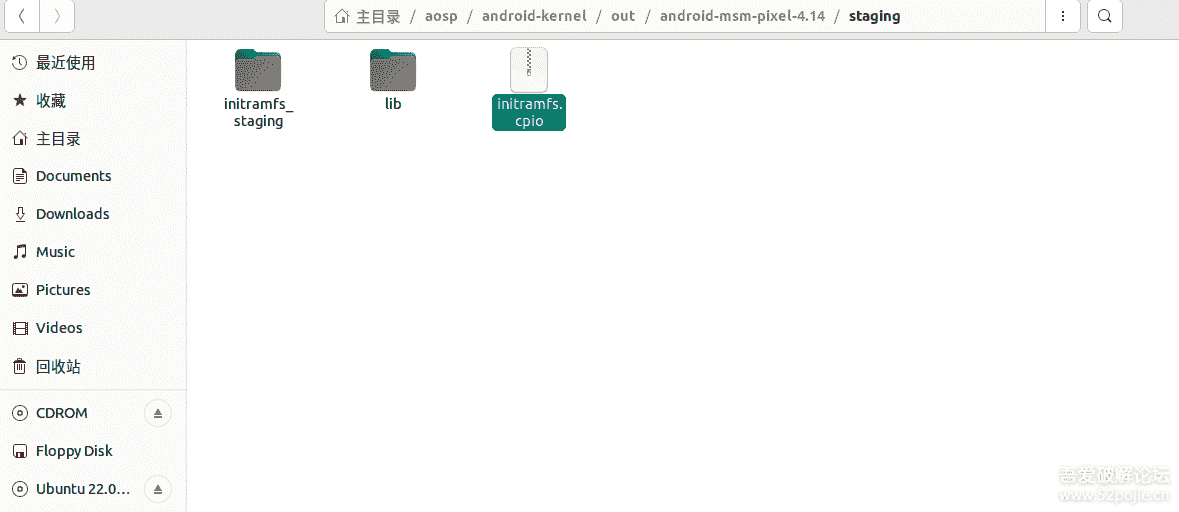 主目录 / aosp / android-kernel / out / android-msm-pixel-4.14 / staging
最近使用
收藏
主目录
Documents
Downloads
Music
Pictures
Videos
回收站
CDROM
Floppy Disk
Ubuntu 22.0...
initramfs_
staging
lib
initramfs.
cpio
吾爱破解论坛
www.52pojie.cn